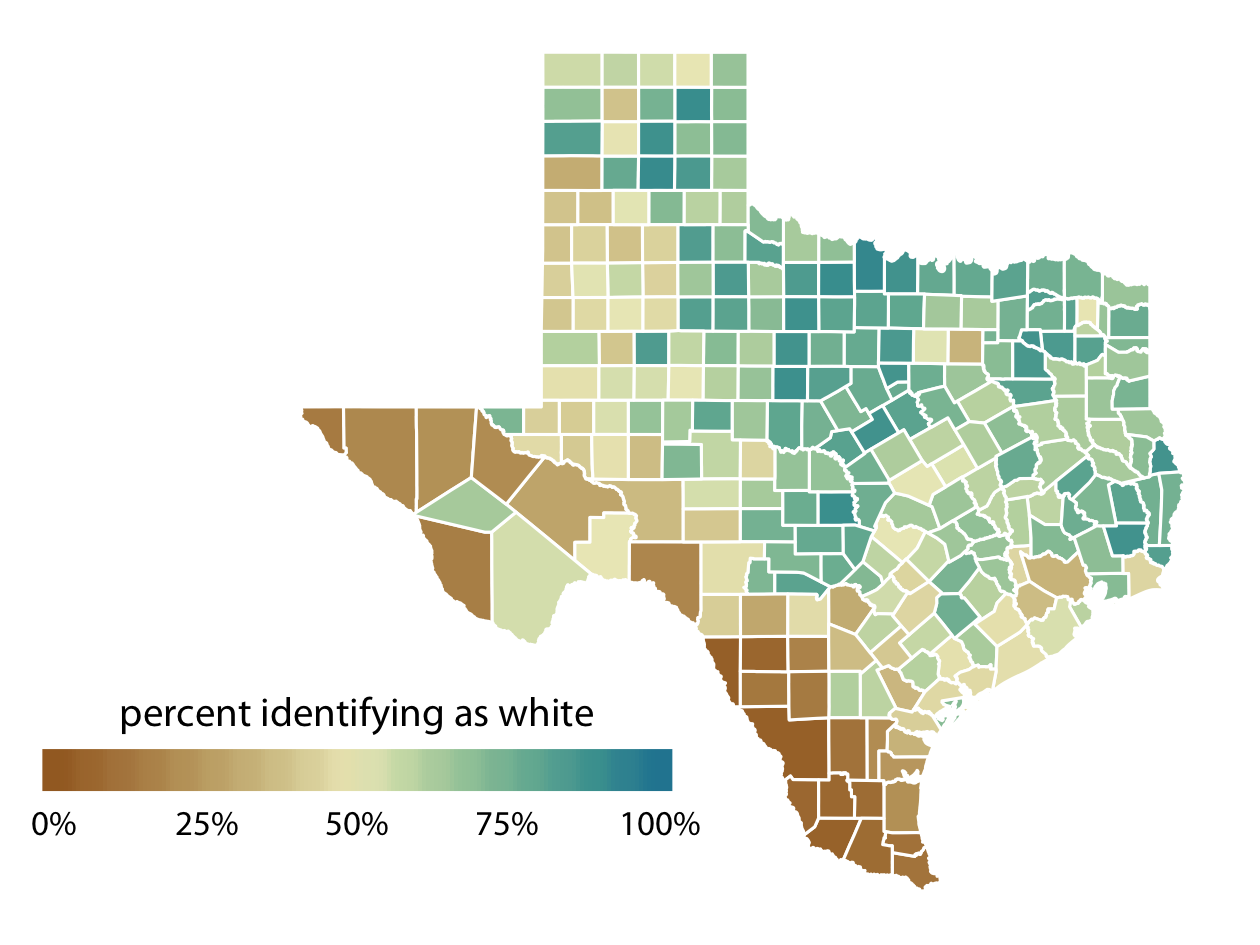 percent identifying as white
0% 25% 50% 75% 100%